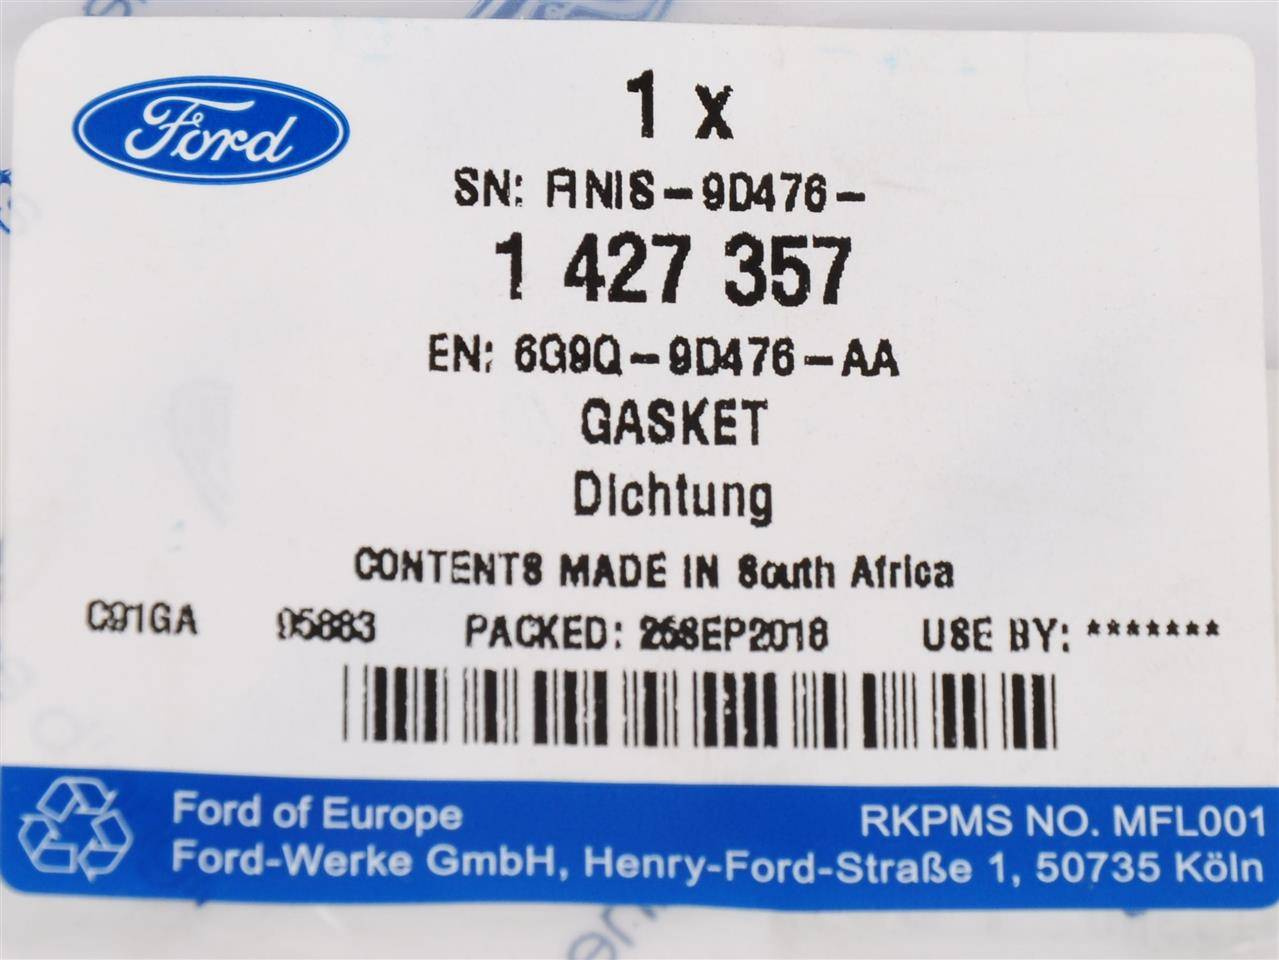 Ford
1 x
SN: FINIS-9D476-
1 427 357
EN: 6G9Q-9D476-AA
GASKET
Dichtung
CONTENTS MADE IN South Africa
C91GA 95883 PACKED: 26SEP2018 USE BY: *******
Ford of Europe
RKPMS NO. MFL001
Ford-Werke GmbH, Henry-Ford-Straße 1, 50735 Köln